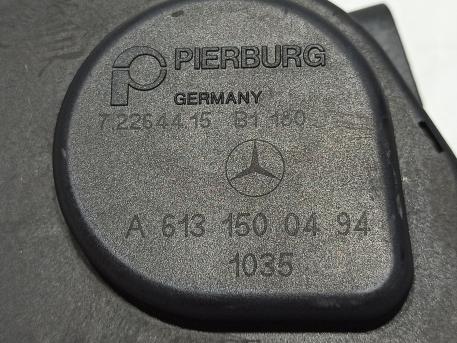 PIERBURG
GERMANY
7.22644.15 B1 180
A 613 150 04 94
1035